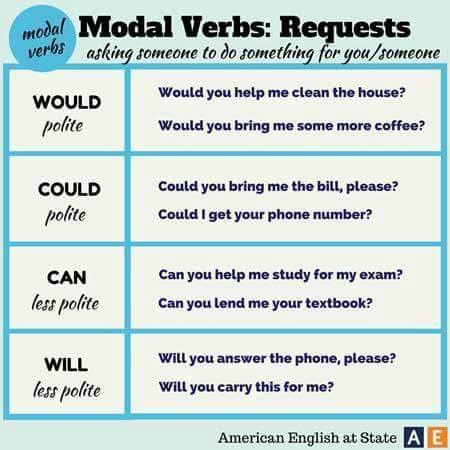 modal
verbs
Modal Verbs: Requests
asking someone to do something for you/someone
WOULD
polite
Would you help me clean the house?
Would you bring me some more coffee?
COULD
polite
Could you bring me the bill, please?
Could I get your phone number?
CAN
less polite
Can you help me study for my exam?
Can you lend me your textbook?
WILL
less polite
Will you answer the phone, please?
Will you carry this for me?
American English at State A E